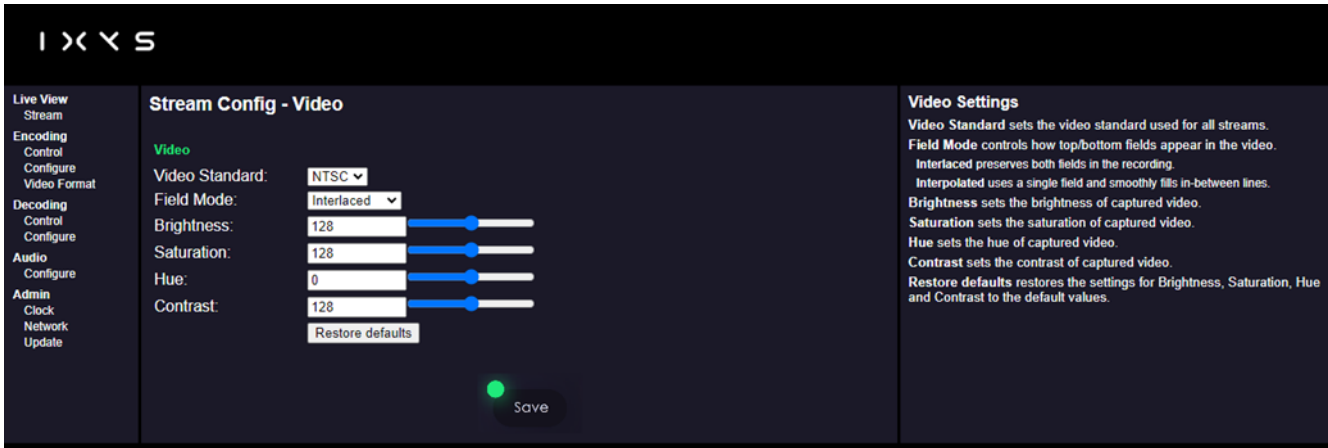 IXYS
Live View
Stream
Encoding
Control
Configure
Video Format
Decoding
Control
Configure
Audio
Configure
Admin
Clock
Network
Update
Stream Config - Video
Video
Video Standard: NTSC
Field Mode: Interlaced
Brightness: 128
Saturation: 128
Hue: 0
Contrast: 128
Restore defaults
Save
Video Settings
Video Standard sets the video standard used for all streams.
Field Mode controls how top/bottom fields appear in the video.
Interlaced preserves both fields in the recording.
Interpolated uses a single field and smoothly fills in-between lines.
Brightness sets the brightness of captured video.
Saturation sets the saturation of captured video.
Hue sets the hue of captured video.
Contrast sets the contrast of captured video.
Restore defaults restores the settings for Brightness, Saturation, Hue
and Contrast to the default values.